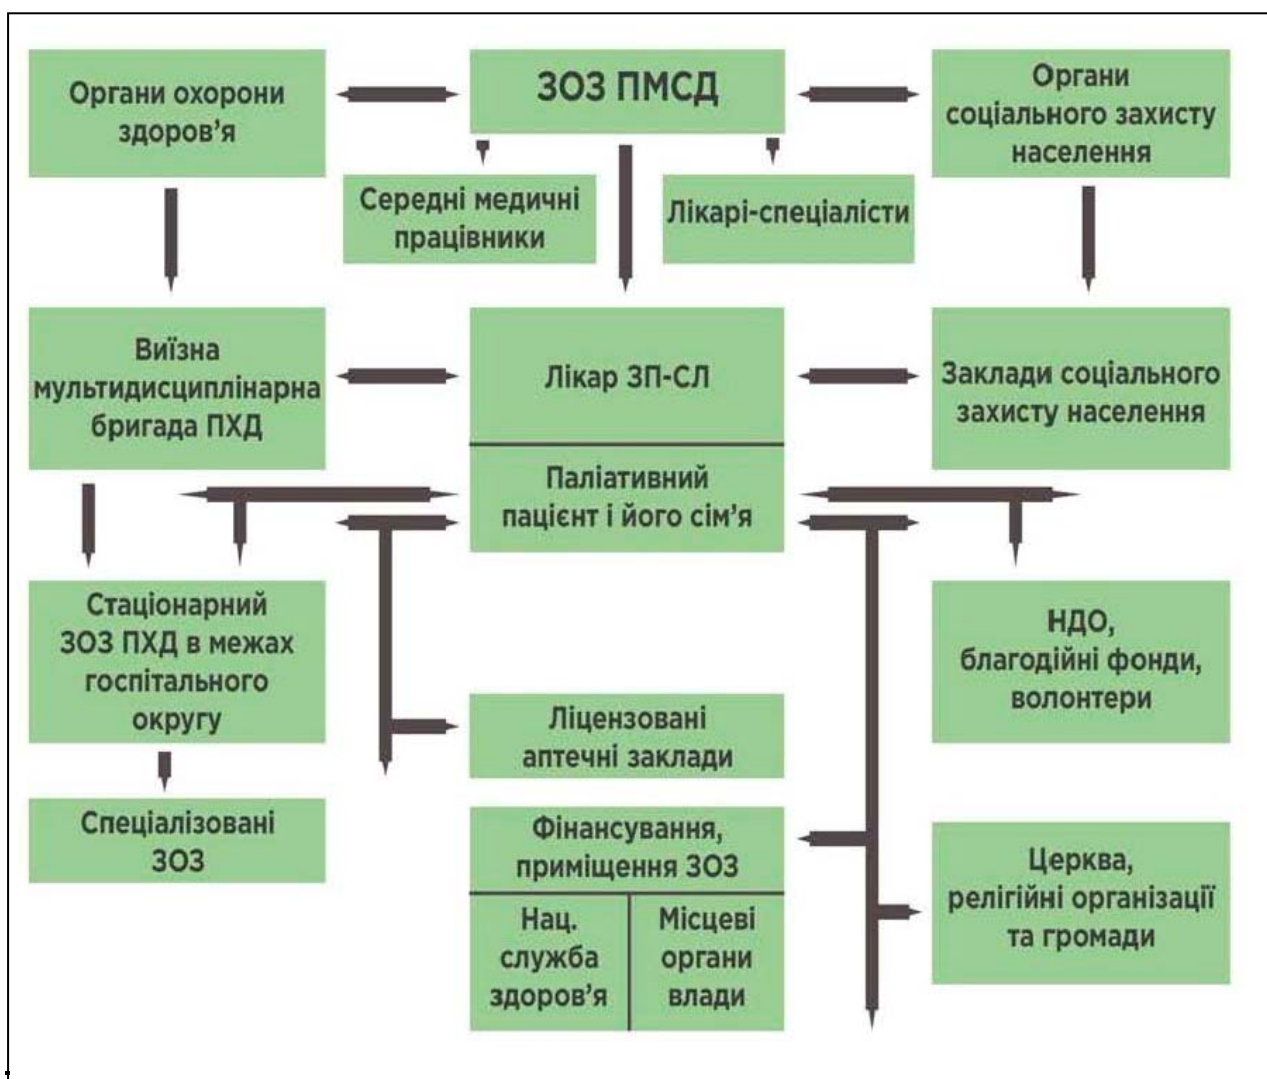 Органи охорони
здоров’я
ЗОЗ ПМСД
Органи
соціального захисту
населення
Середні медичні
працівники
Лікарі-спеціалісти
Виїзна
мультидисциплінарна
бригада ПХД
Лікар ЗП-СЛ
Заклади соціального
захисту населення
Паліативний
пацієнт і його сім’я
Стаціонарний
ЗОЗ ПХД в межах
госпітального
округу
НДО,
благодійні фонди,
волонтери
Ліцензовані
аптечні заклади
Спеціалізовані
ЗОЗ
Фінансування,
приміщення ЗОЗ
Нац.
служба
здоров’я
Місцеві
органи
влади
Церква,
релігійні організації
та громади